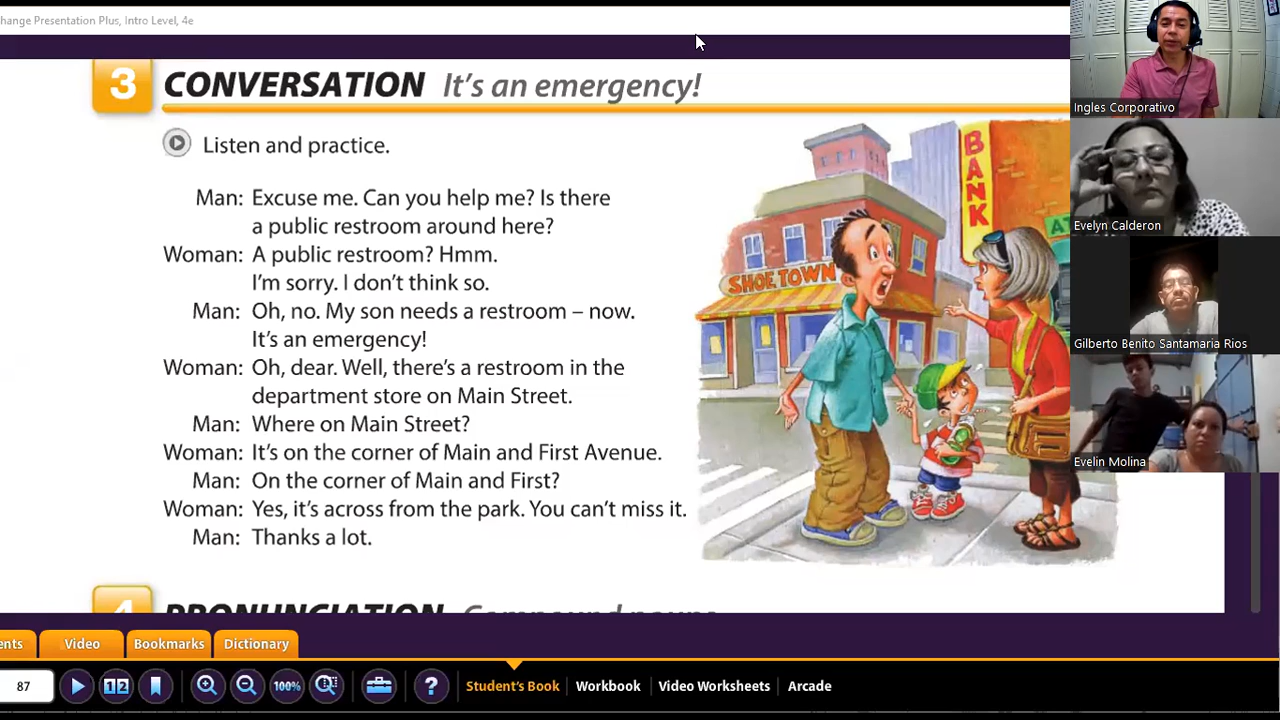 change Presentation Plus, Intro Level, 4e
3 CONVERSATION It's an emergency!
Listen and practice.
Man: Excuse me. Can you help me? Is there
a public restroom around here?
Woman: A public restroom? Hmm.
I'm sorry. I don't think so.
Man: Oh, no. My son needs a restroom – now.
It's an emergency!
Woman: Oh, dear. Well, there's a restroom in the
department store on Main Street.
Man: Where on Main Street?
Woman: It's on the corner of Main and First Avenue.
Man: On the corner of Main and First?
Woman: Yes, it's across from the park. You can't miss it.
Man: Thanks a lot.
SHOE TOWN
BANK
4 PRONUNCIATION Compound nouns
Ingles Corporativo
Evelyn Calderon
Gilberto Benito Santamaria Rios
Evelin Molina
Video
Bookmarks
Dictionary
87
12
100%
?
Student's Book
Workbook
Video Worksheets
Arcade